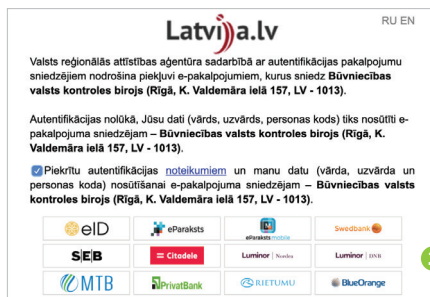 Latvija.lv
RU EN
Valsts reģionālās attīstības aģentūra sadarbībā ar autentifikācijas pakalpojumu
sniedzējiem nodrošina piekļuvi e-pakalpojumiem, kurus sniedz Būvniecības
valsts kontroles birojs (Rīgā, K. Valdemāra ielā 157, LV - 1013).
Autentifikācijas nolūkā, Jūsu dati (vārds, uzvārds, personas kods) tiks nosūtīti e-
pakalpojuma sniedzējam – Būvniecības valsts kontroles birojs (Rīgā, K.
Valdemāra ielā 157, LV - 1013).
Piekrītu autentifikācijas noteikumiem un manu datu (vārda, uzvārda un
personas koda) nosūtīšanai e-pakalpojuma sniedzējam – Būvniecības valsts
kontroles birojs (Rīgā, K. Valdemāra ielā 157, LV - 1013).
eID eParaksts eParaksts mobile Swedbank
SEB Citadele Luminor | Nordea Luminor | DNB
MTB PrivatBank RIETUMU BlueOrange